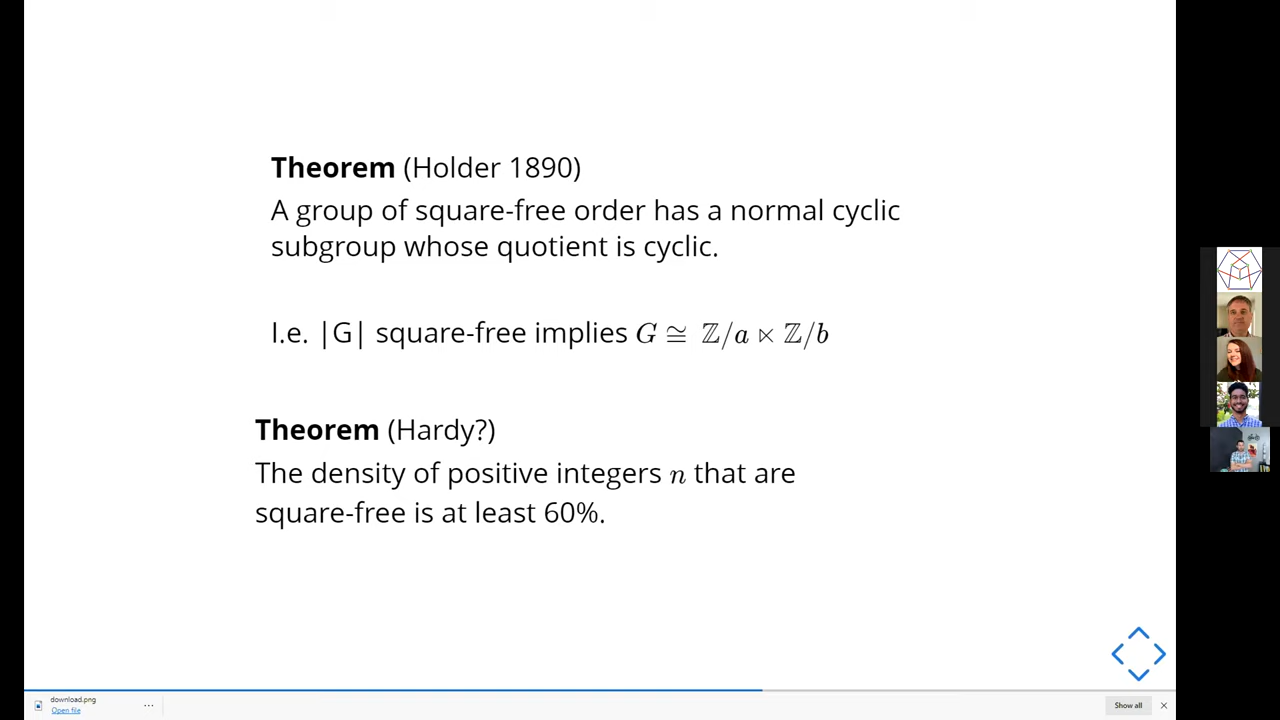 Theorem (Holder 1890)
A group of square-free order has a normal cyclic
subgroup whose quotient is cyclic.
I.e. |G| square-free implies G ≅ ℤ/a ⋉ ℤ/b
Theorem (Hardy?)
The density of positive integers n that are
square-free is at least 60%.
download.png
Open file
Show all